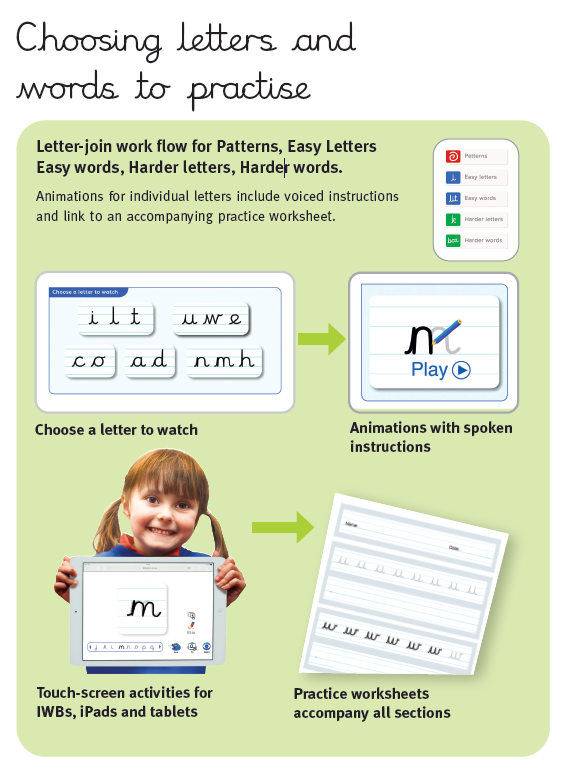 Choosing letters and
words to practise
Letter-join work flow for Patterns, Easy Letters
Easy words, Harder letters, Harder words.
Animations for individual letters include voiced instructions
and link to an accompanying practice worksheet.
Patterns
i Easy letters
lit Easy words
k Harder letters
box Harder words
Choose a letter to watch
i l t u w e
c o a d n m h
n
Play
Choose a letter to watch
Animations with spoken
instructions
m
j k l m n o p q
Name
Date
u u u u u u u
w w w w w w w
Touch-screen activities for
IWBs, iPads and tablets
Practice worksheets
accompany all sections